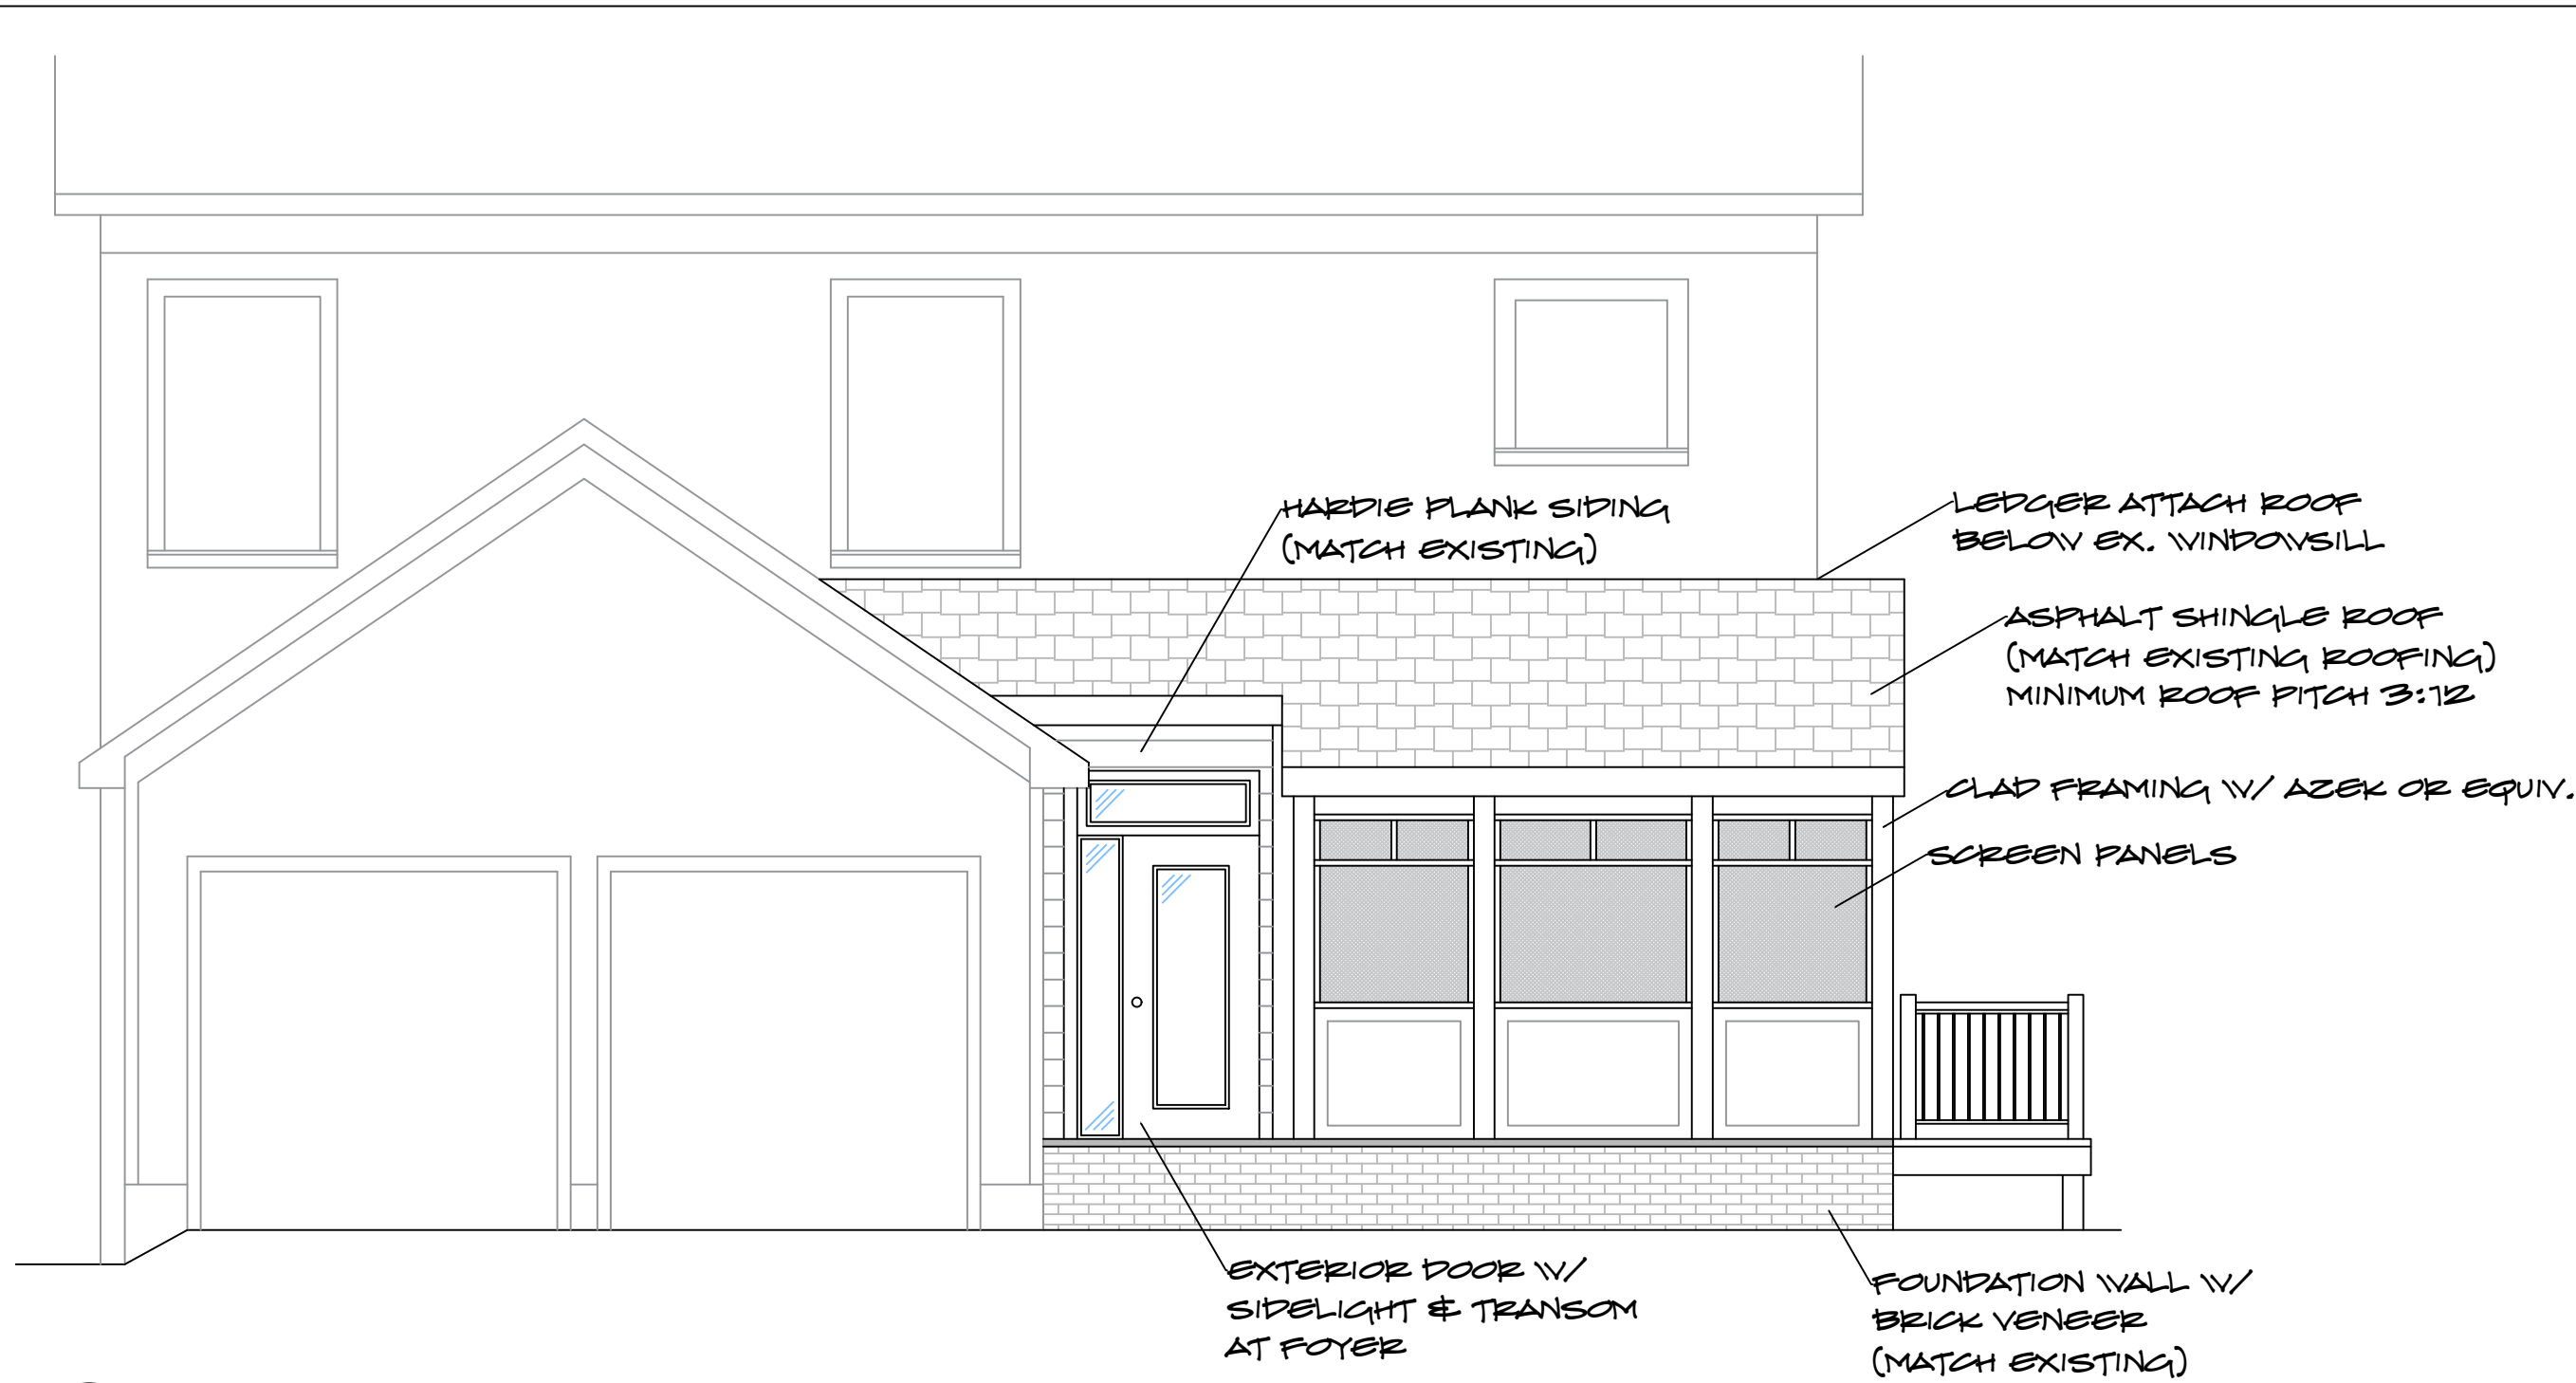 HARDIE PLANK SIDING
(MATCH EXISTING)
LEDGER ATTACH ROOF
BELOW EX. WINDOWSILL
ASPHALT SHINGLE ROOF
(MATCH EXISTING ROOFING)
MINIMUM ROOF PITCH 3:12
CLAD FRAMING W/ AZEK OR EQUIV.
SCREEN PANELS
EXTERIOR DOOR W/
SIDELIGHT & TRANSOM
AT FOYER
FOUNDATION WALL W/
BRICK VENEER
(MATCH EXISTING)